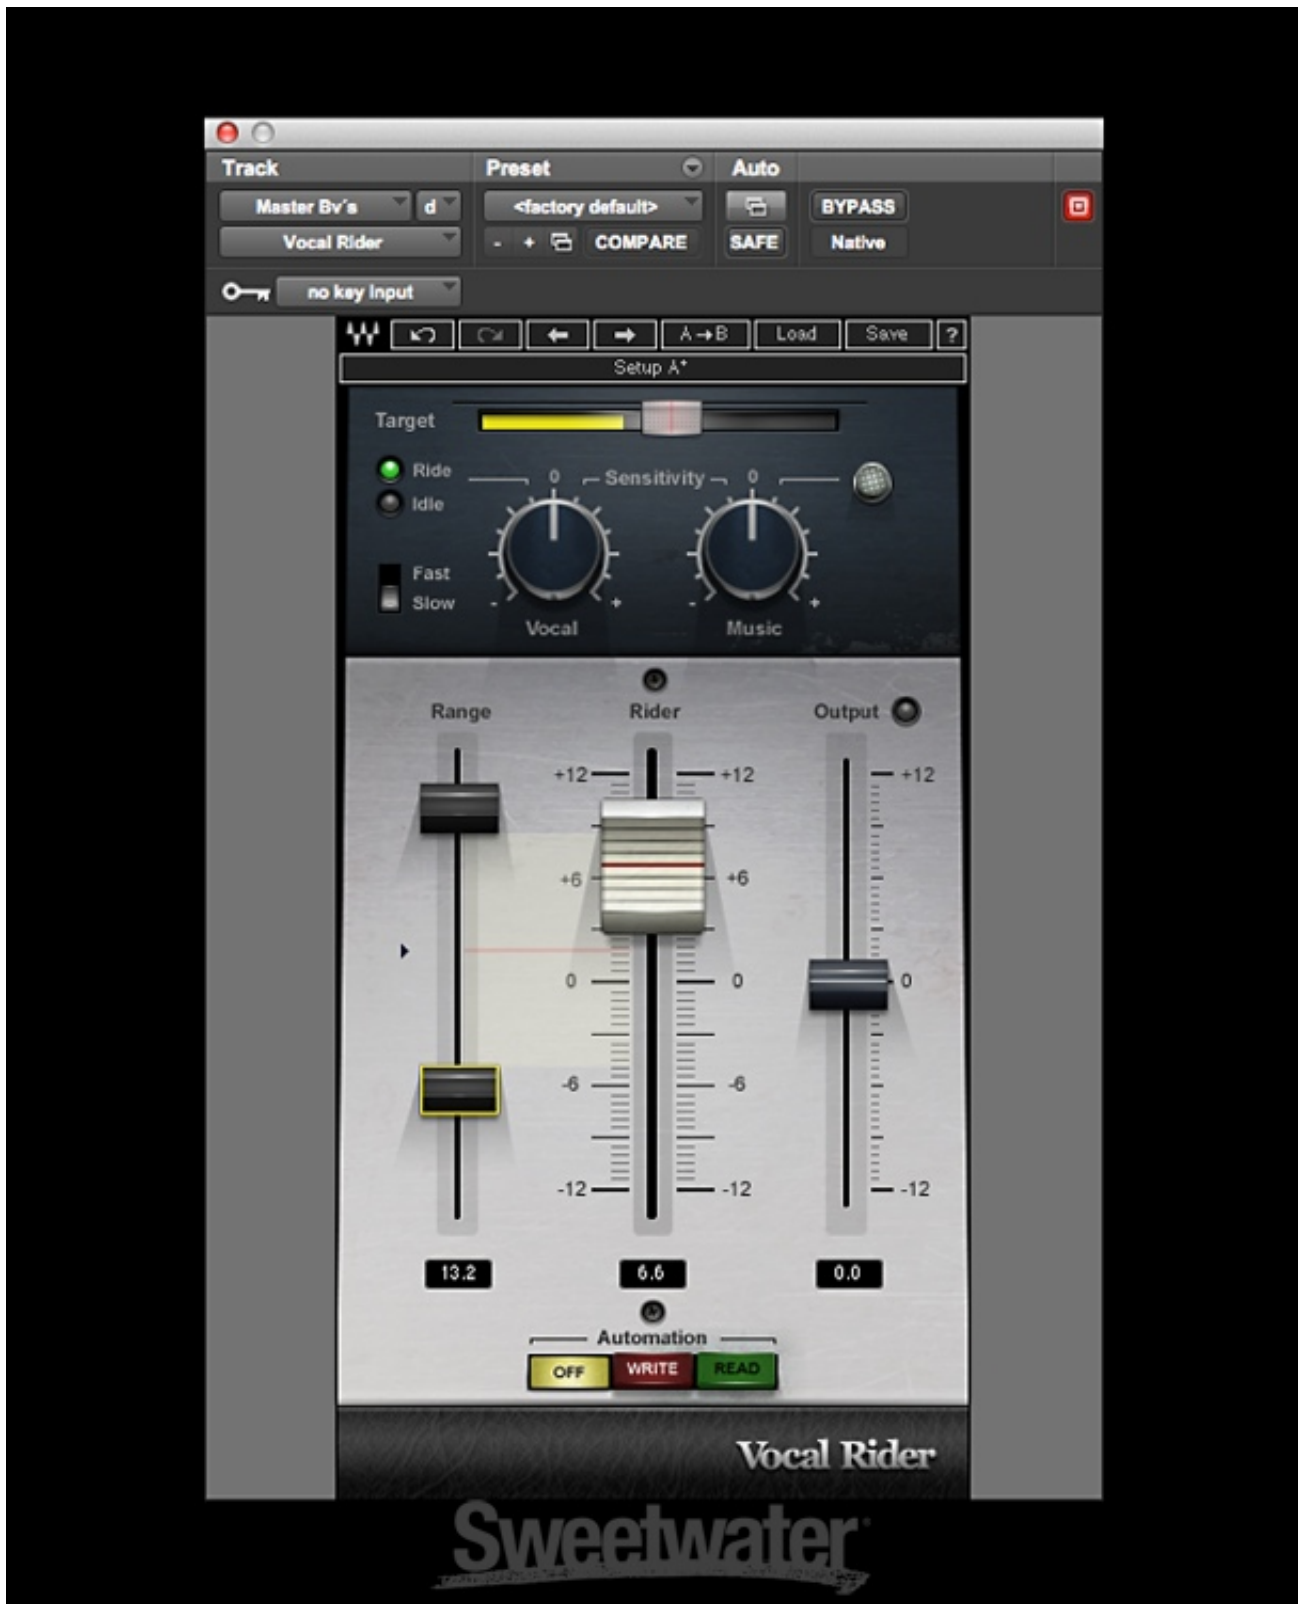 Track Preset Auto
Master Bv's d <factory default> BYPASS
Vocal Rider - + COMPARE SAFE Native
no key input
A→B Load Save ?
Setup A*
Target
Ride 0 Sensitivity 0
Idle
Fast
Slow - + - +
Vocal Music
Range Rider Output
+12 +12 +12
+6 +6
0 0 0
-6 -6
-12 -12 -12
13.2 6.6 0.0
Automation
OFF WRITE READ
Vocal Rider
Sweetwater